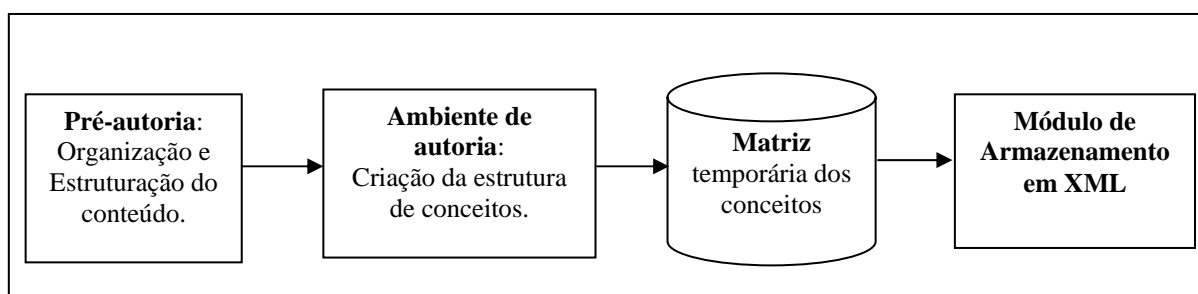 Pré-autoria:
Organização e
Estruturação do
conteúdo.
Ambiente de
autoria:
Criação da estrutura
de conceitos.
Matriz
temporária dos
conceitos
Módulo de
Armazenamento
em XML